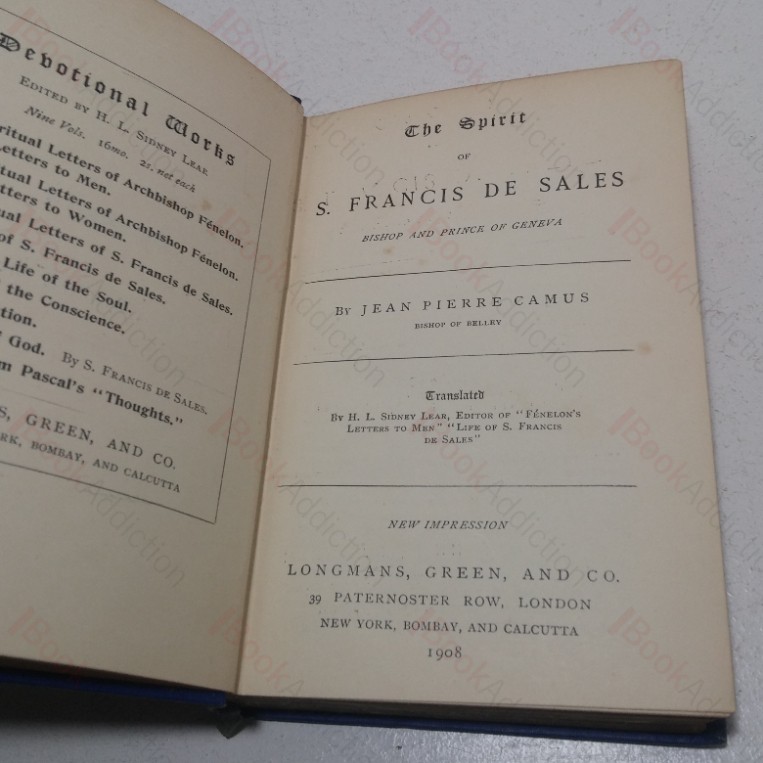 Devotional Works
EDITED BY H. L. SIDNEY LEAR.
Nine Vols. 16mo. 2s. net each
ritual Letters of Archbishop Fénelon.
Letters to Men.
tual Letters of Archbishop Fénelon.
tters to Women.
ual Letters of S. Francis de Sales.
of S. Francis de Sales.
Life of the Soul.
the Conscience.
tion.
God. By S. FRANCIS DE SALES.
m Pascal's "Thoughts."
S, GREEN, AND CO.
RK, BOMBAY, AND CALCUTTA
The Spirit
OF
S. FRANCIS DE SALES
BISHOP AND PRINCE OF GENEVA
BY JEAN PIERRE CAMUS
BISHOP OF BELLEY
Translated
BY H. L. SIDNEY LEAR, EDITOR OF "FÉNELON'S
LETTERS TO MEN" "LIFE OF S. FRANCIS
DE SALES"
NEW IMPRESSION
LONGMANS, GREEN, AND CO.
39 PATERNOSTER ROW, LONDON
NEW YORK, BOMBAY, AND CALCUTTA
1908
BookAddiction